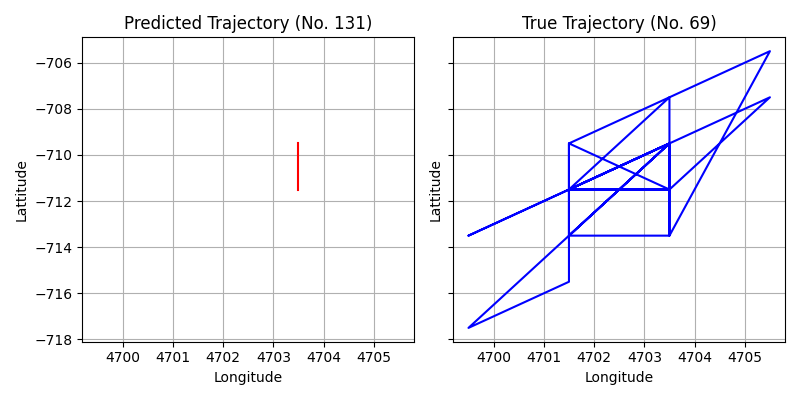 Predicted Trajectory (No. 131)
True Trajectory (No. 69)
Lattitude
−706
−708
−710
−712
−714
−716
−718
4700 4701 4702 4703 4704 4705
Longitude
Lattitude
4700 4701 4702 4703 4704 4705
Longitude